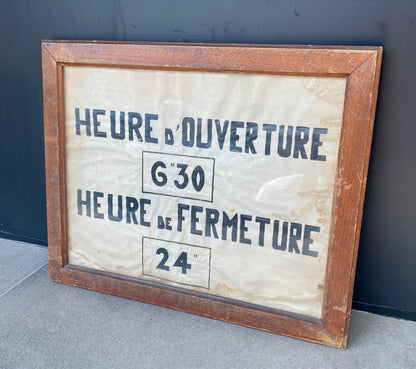 HEURE D'OUVERTURE
6H30
HEURE DE FERMETURE
24H